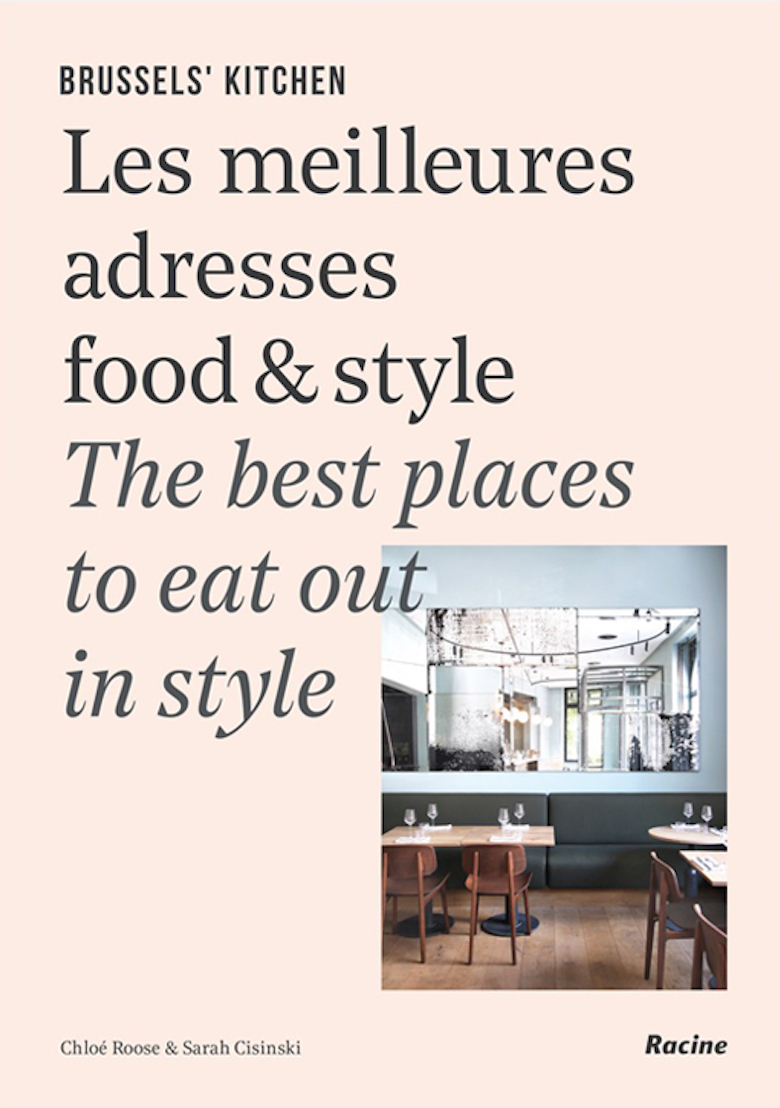 BRUSSELS' KITCHEN
Les meilleures
adresses
food & style
The best places
to eat out
in style
Chloé Roose & Sarah Cisinski
Racine